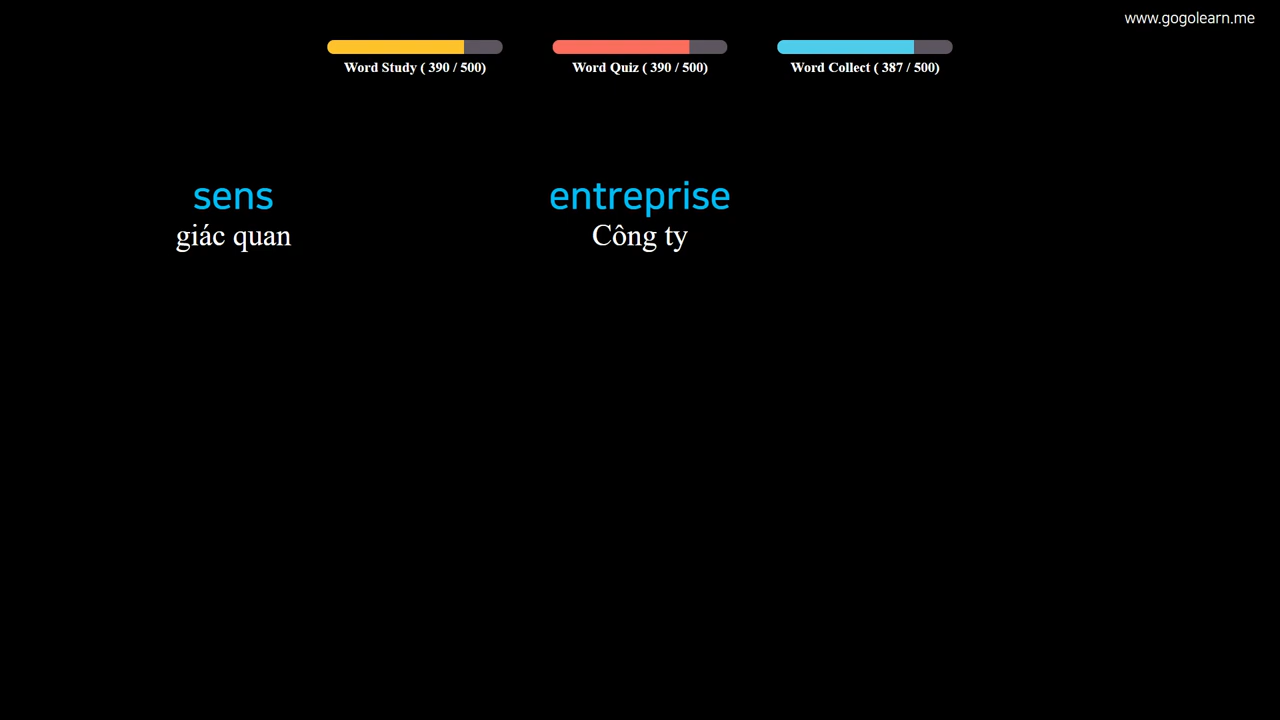 www.gogolearn.me
Word Study ( 390 / 500)
Word Quiz ( 390 / 500)
Word Collect ( 387 / 500)
sens
giác quan
entreprise
Công ty